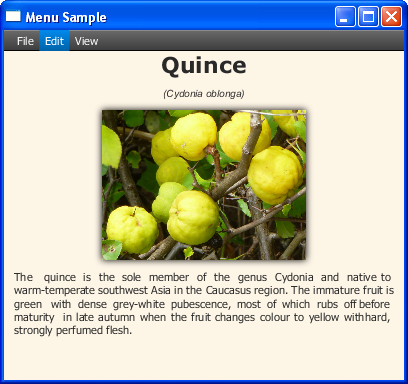 Menu Sample
File Edit View
Quince
(Cydonia oblonga)
The quince is the sole member of the genus Cydonia and native to
warm-temperate southwest Asia in the Caucasus region. The immature fruit is
green with dense grey-white pubescence, most of which rubs off before
maturity in late autumn when the fruit changes colour to yellow withhard,
strongly perfumed flesh.